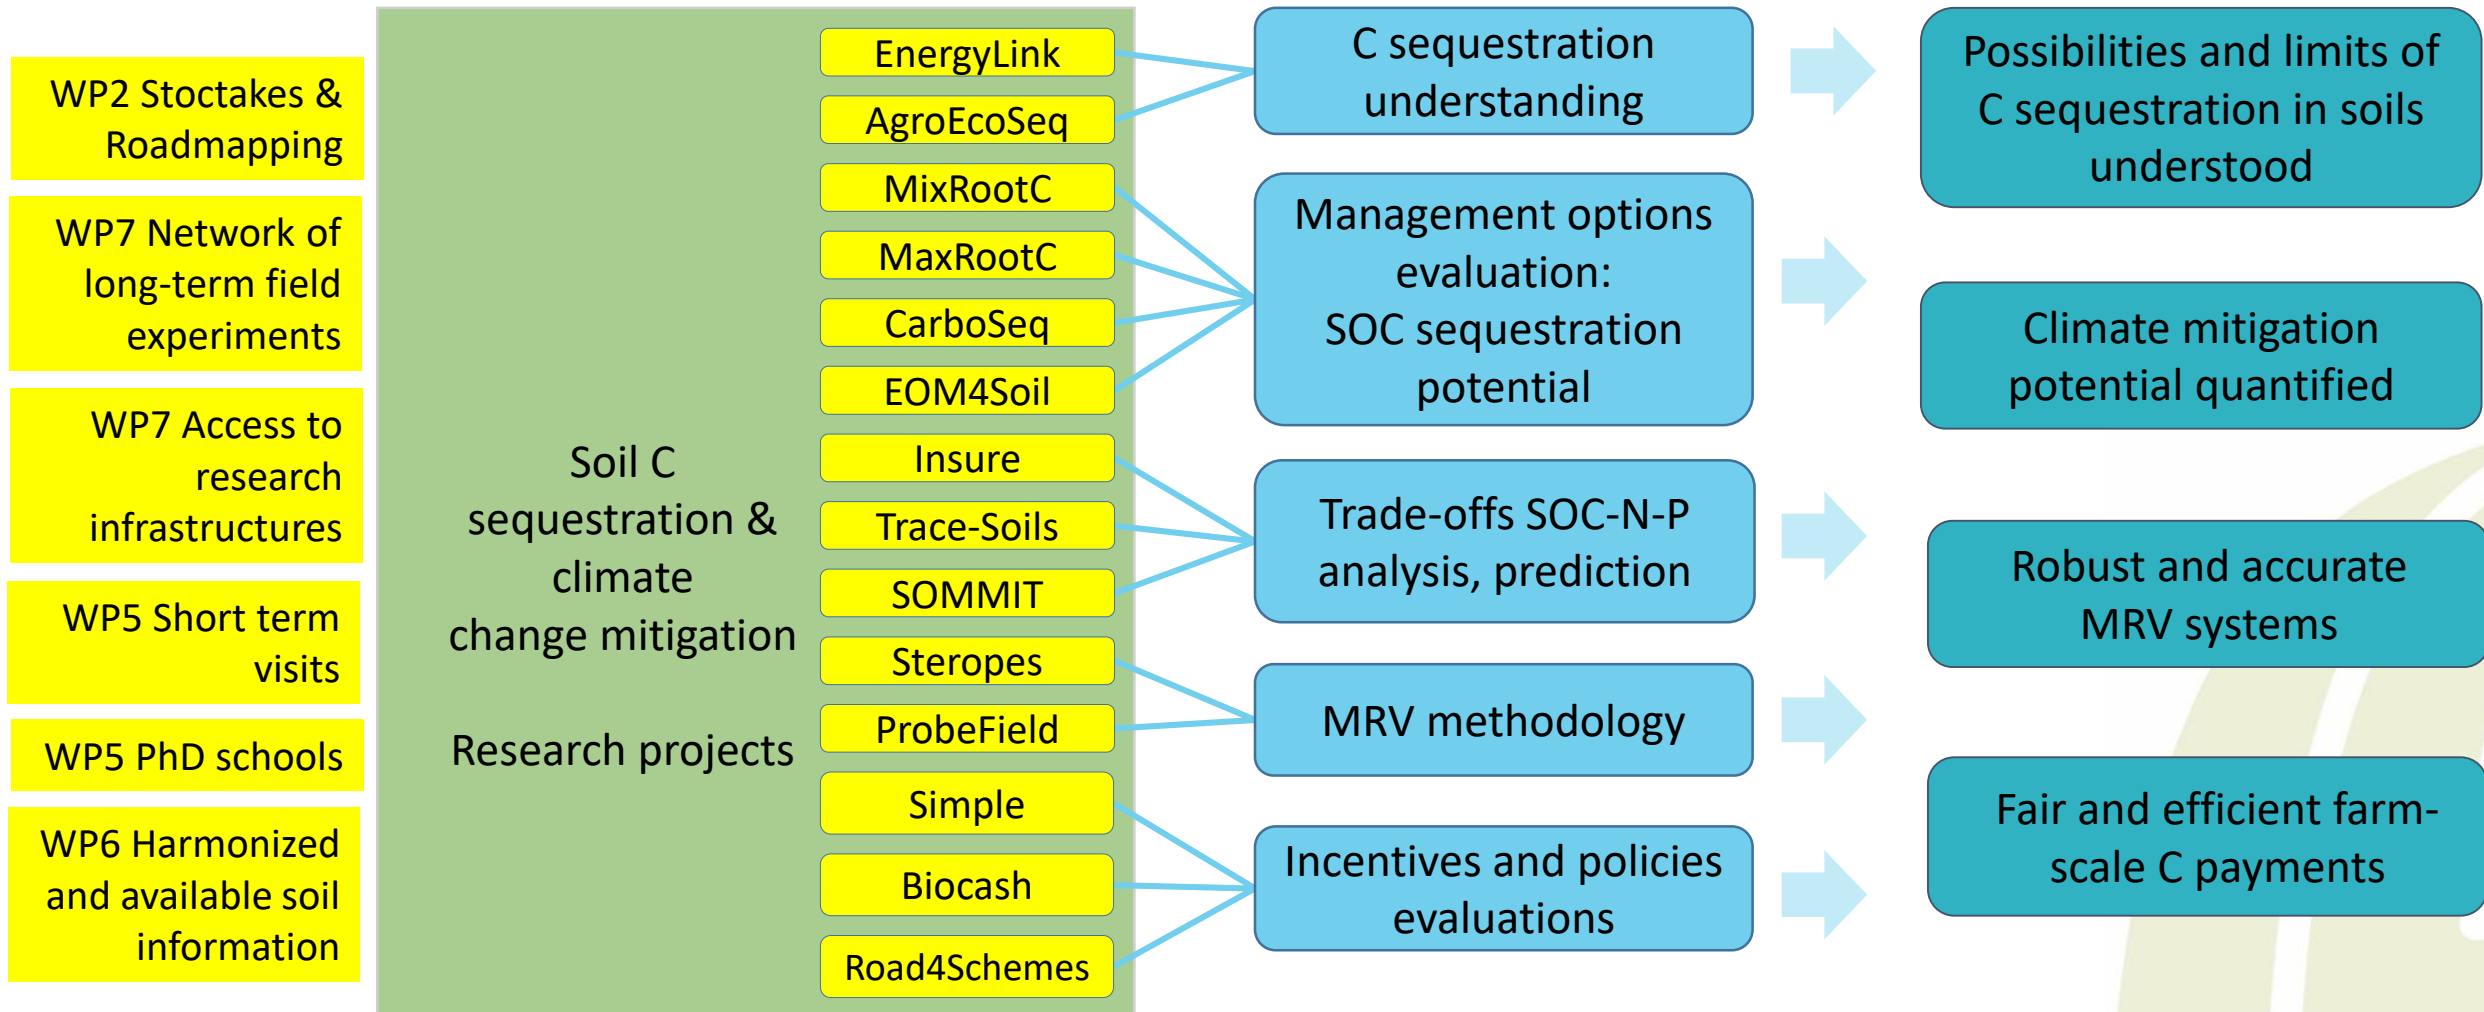 WP2 Stoctakes &
Roadmapping
WP7 Network of
long-term field
experiments
WP7 Access to
research
infrastructures
WP5 Short term
visits
WP5 PhD schools
WP6 Harmonized
and available soil
information
Soil C
sequestration &
climate
change mitigation
Research projects
EnergyLink
AgroEcoSeq
MixRootC
MaxRootC
CarboSeq
EOM4Soil
Insure
Trace-Soils
SOMMIT
Steropes
ProbeField
Simple
Biocash
Road4Schemes
C sequestration
understanding
Management options
evaluation:
SOC sequestration
potential
Trade-offs SOC-N-P
analysis, prediction
MRV methodology
Incentives and policies
evaluations
Possibilities and limits of
C sequestration in soils
understood
Climate mitigation
potential quantified
Robust and accurate
MRV systems
Fair and efficient farm-
scale C payments